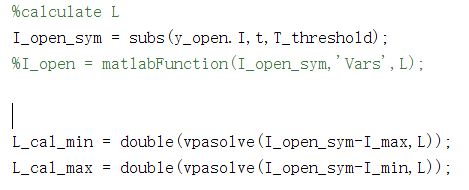 %calculate L
I_open_sym = subs(y_open.I,t,T_threshold);
%I_open = matlabFunction(I_open_sym,'Vars',L);
L_cal_min = double(vpasolve(I_open_sym-I_max,L));
L_cal_max = double(vpasolve(I_open_sym-I_min,L));